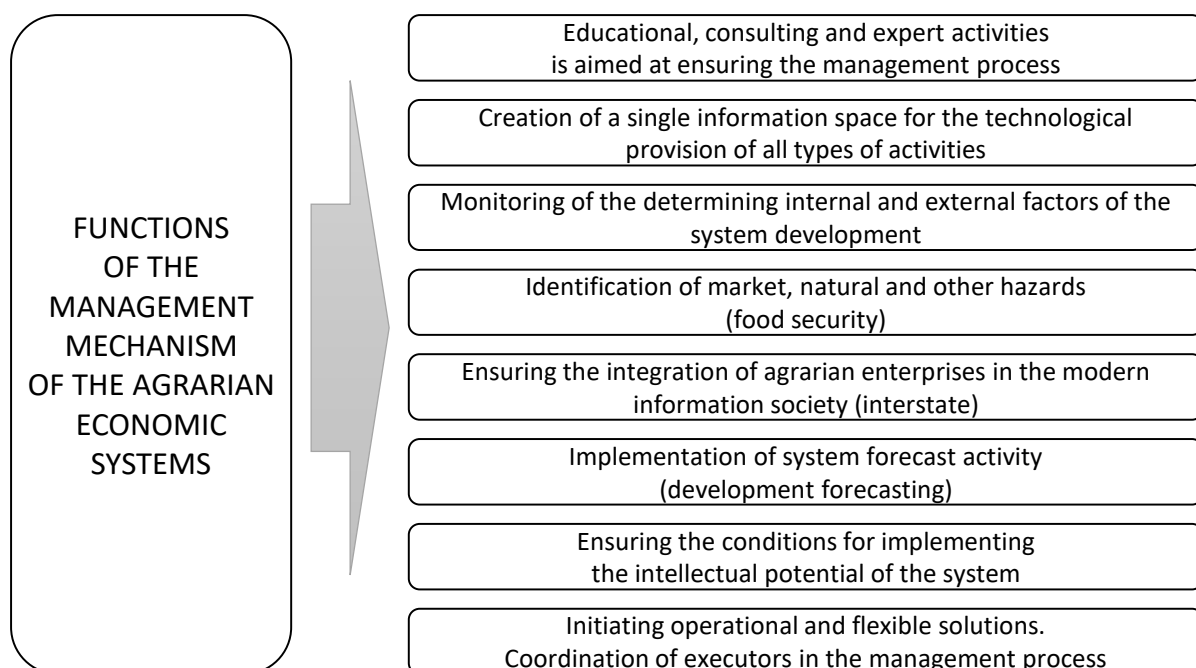 FUNCTIONS
OF THE
MANAGEMENT
MECHANISM
OF THE AGRARIAN
ECONOMIC
SYSTEMS
Educational, consulting and expert activities
is aimed at ensuring the management process
Creation of a single information space for the technological
provision of all types of activities
Monitoring of the determining internal and external factors of the
system development
Identification of market, natural and other hazards
(food security)
Ensuring the integration of agrarian enterprises in the modern
information society (interstate)
Implementation of system forecast activity
(development forecasting)
Ensuring the conditions for implementing
the intellectual potential of the system
Initiating operational and flexible solutions.
Coordination of executors in the management process